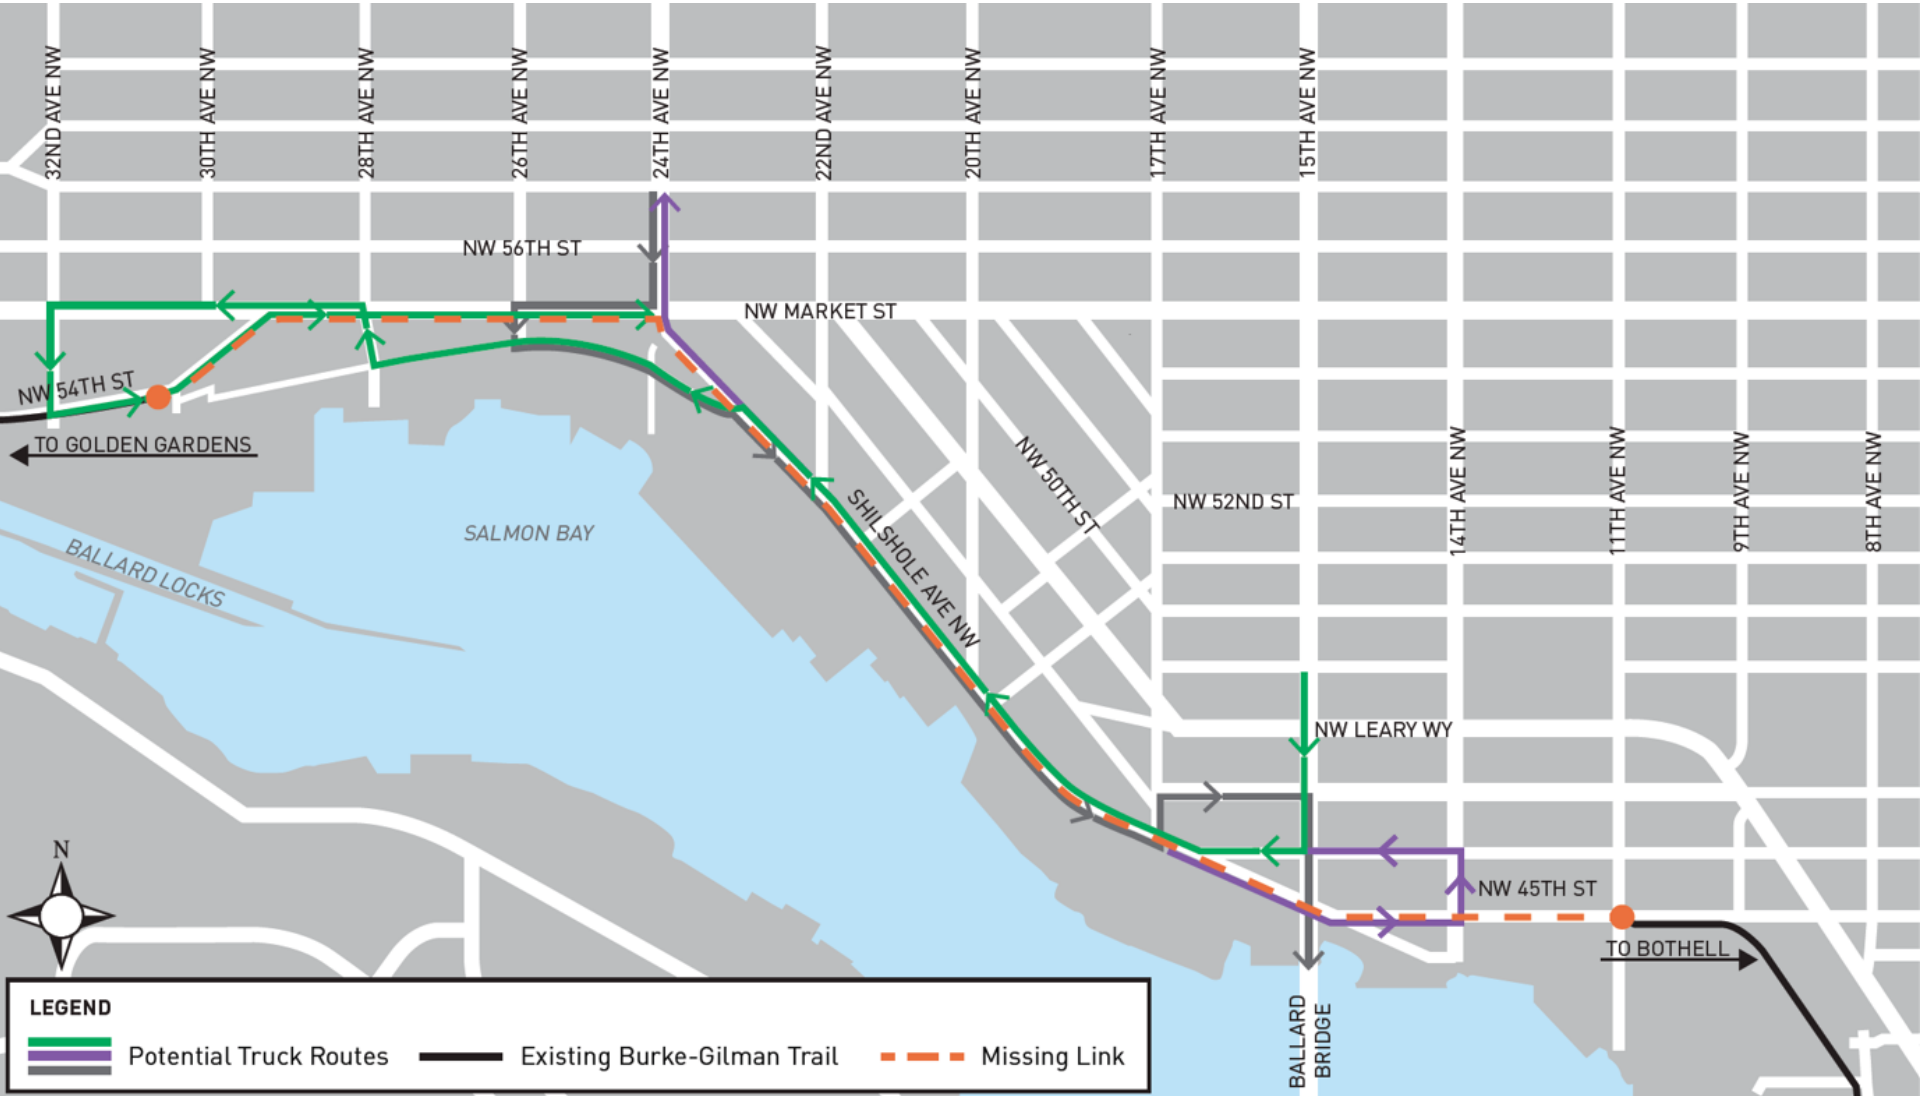 32ND AVE NW
30TH AVE NW
28TH AVE NW
26TH AVE NW
24TH AVE NW
22ND AVE NW
20TH AVE NW
17TH AVE NW
15TH AVE NW
NW 56TH ST
NW MARKET ST
NW 54TH ST
TO GOLDEN GARDENS
NW 50TH ST
NW 52ND ST
14TH AVE NW
11TH AVE NW
9TH AVE NW
8TH AVE NW
SALMON BAY
SHILSHOLE AVE NW
BALLARD LOCKS
NW LEARY WY
N
NW 45TH ST
TO BOTHELL
BALLARD
BRIDGE
LEGEND
Potential Truck Routes
Existing Burke-Gilman Trail
Missing Link